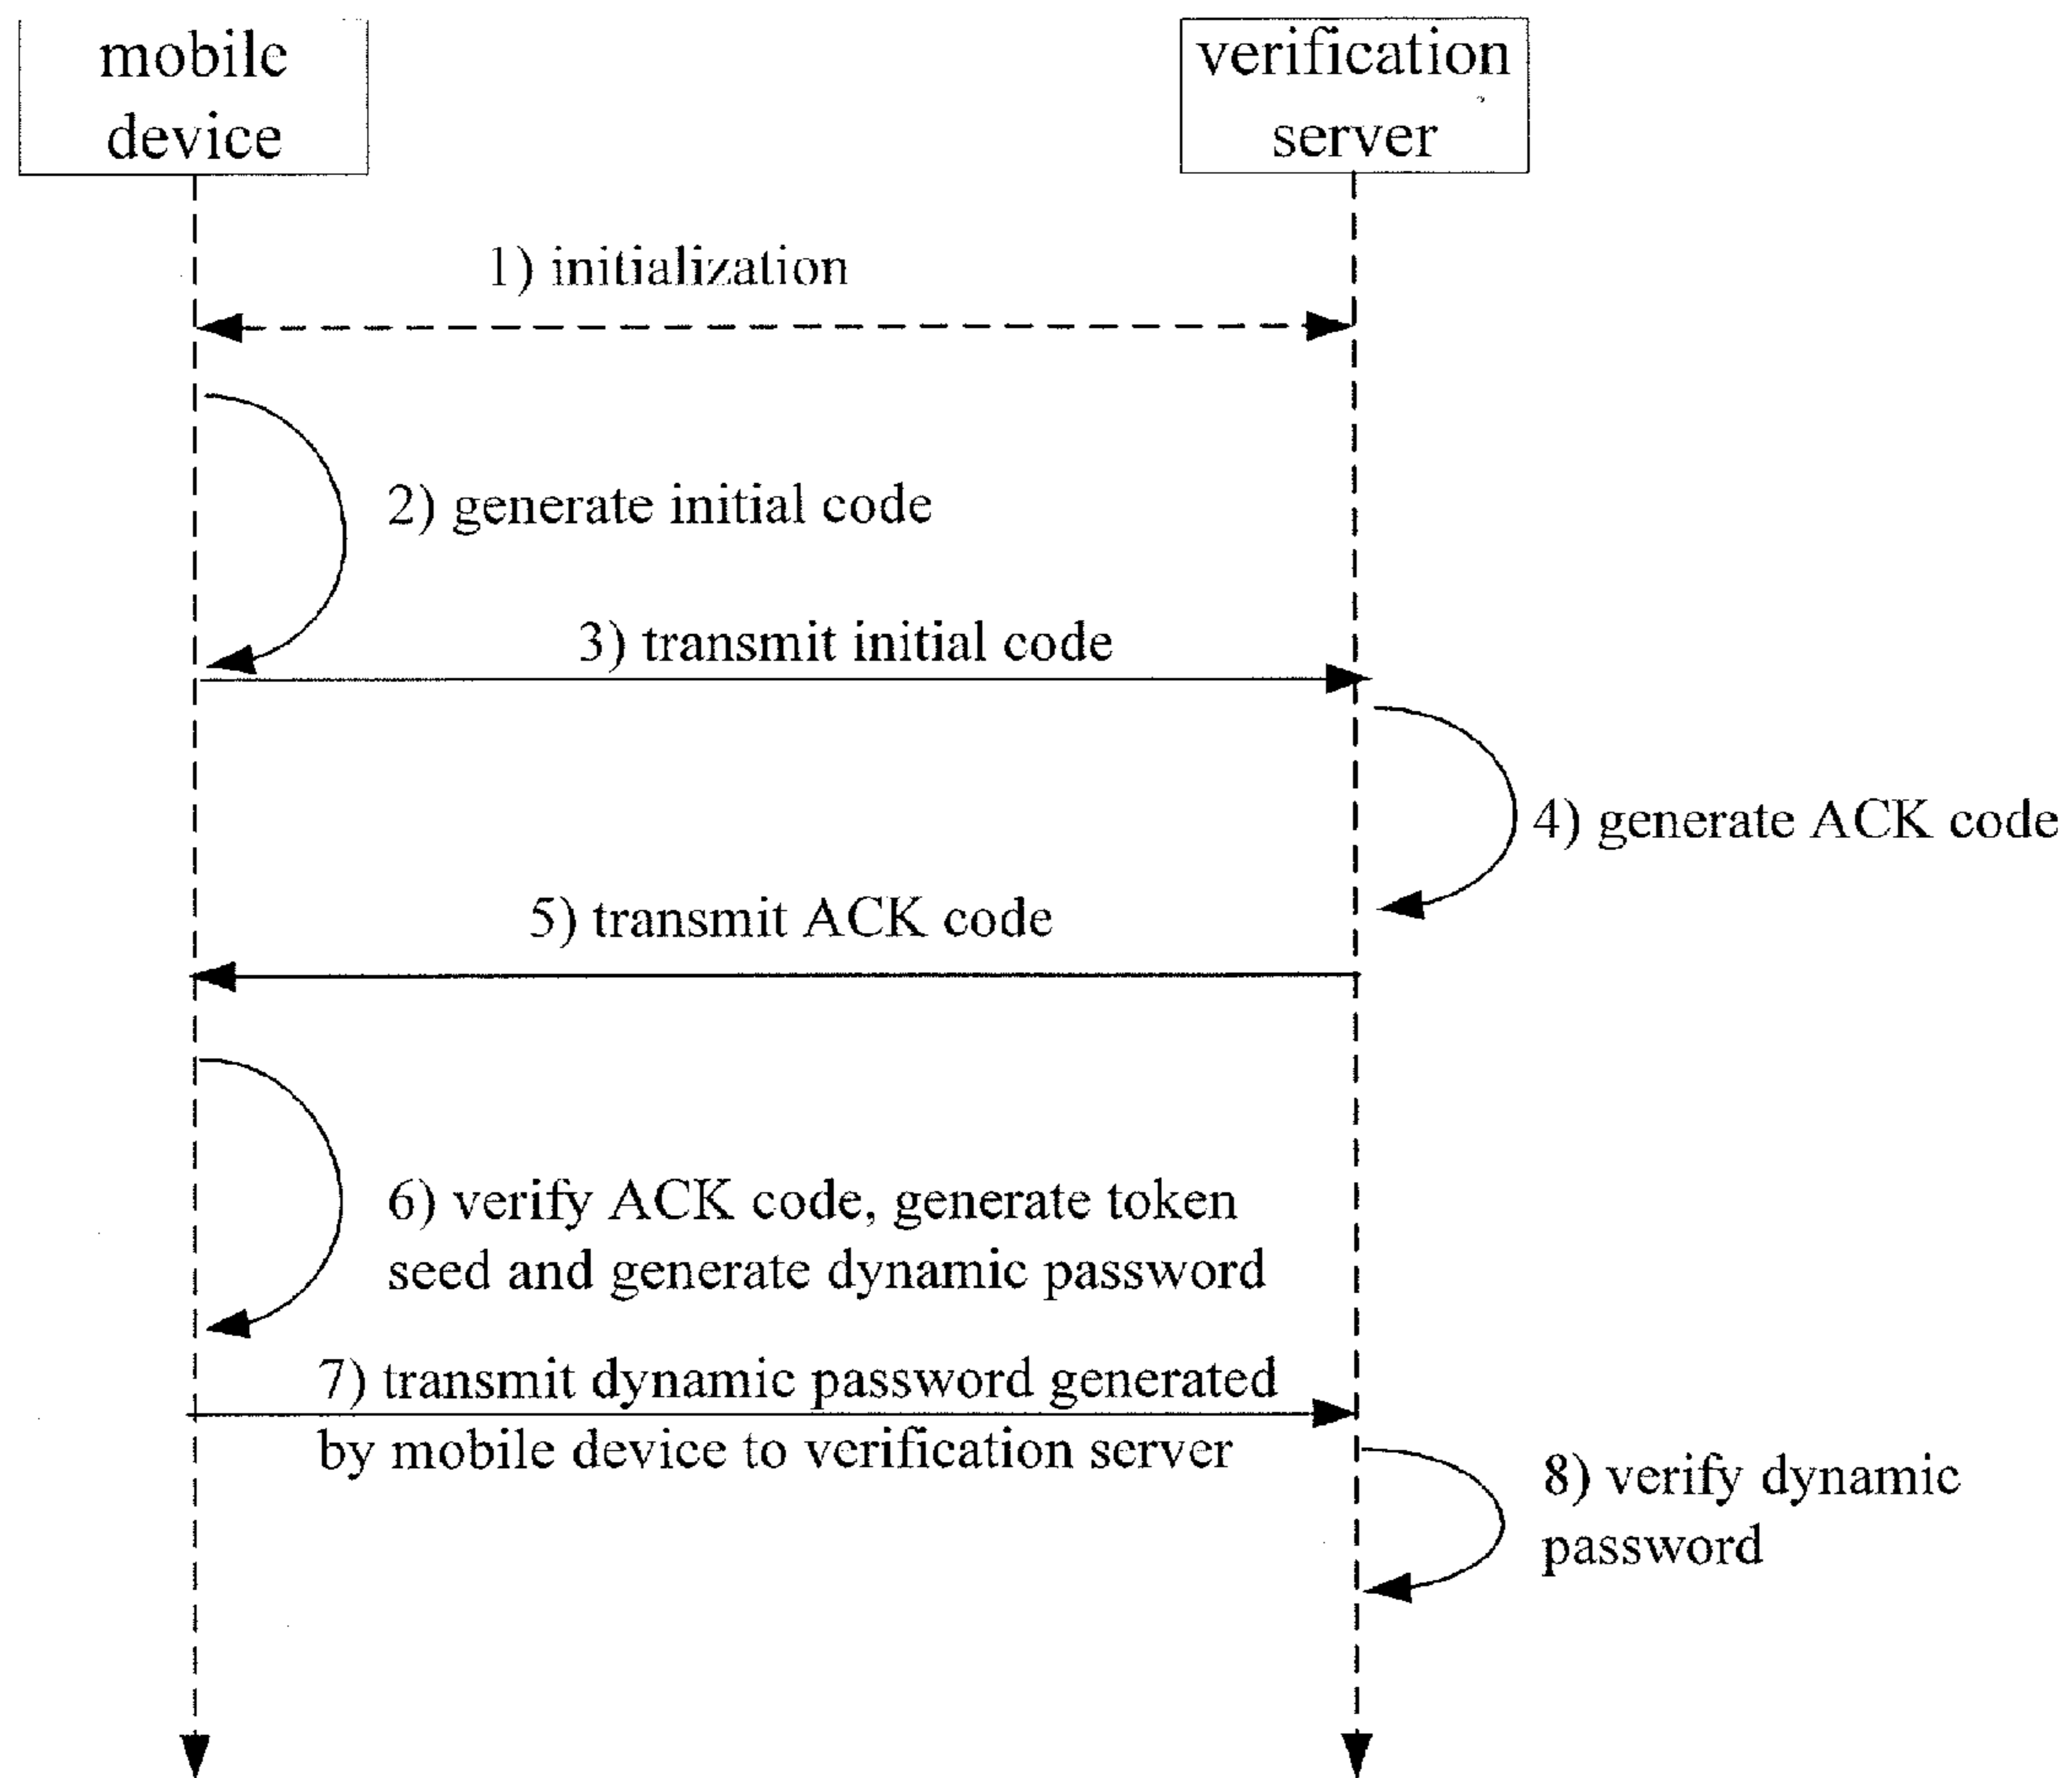 mobile
device
verification
server
1) initialization
2) generate initial code
3) transmit initial code
4) generate ACK code
5) transmit ACK code
6) verify ACK code, generate token
seed and generate dynamic password
7) transmit dynamic password generated
by mobile device to verification server
8) verify dynamic
password